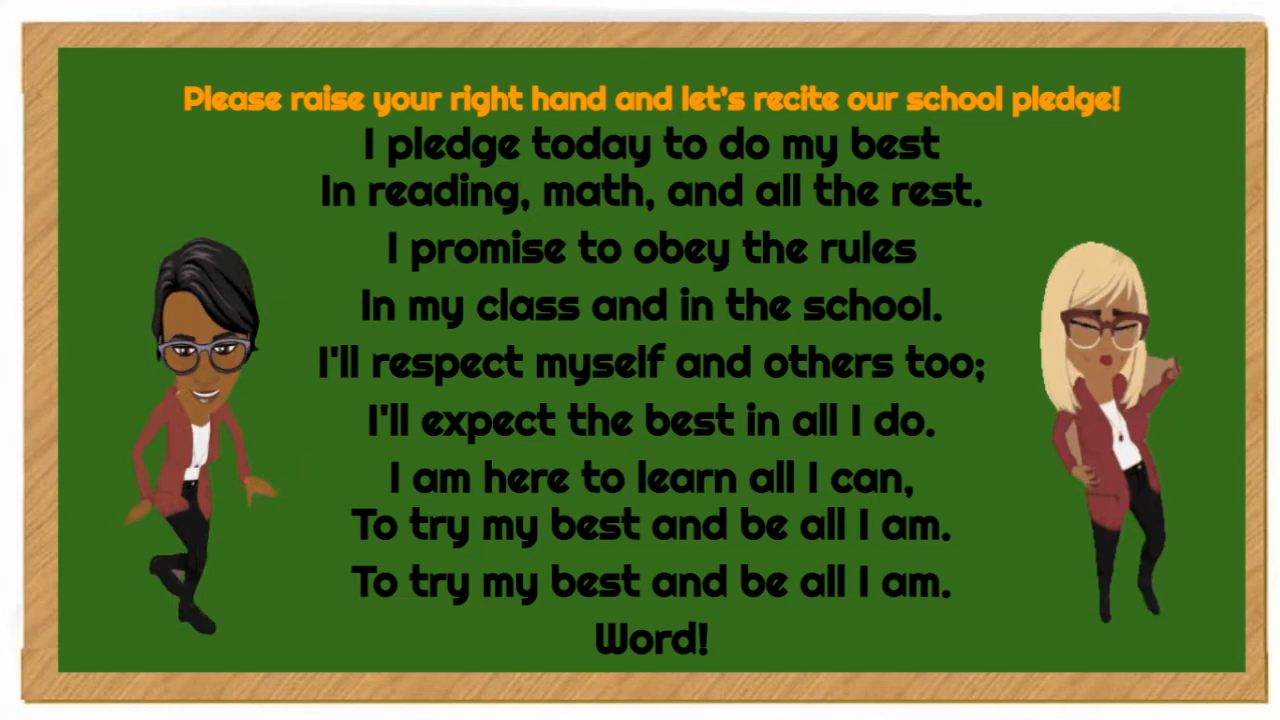 Please raise your right hand and let's recite our school pledge!
I pledge today to do my best
In reading, math, and all the rest.
I promise to obey the rules
In my class and in the school.
I'll respect myself and others too;
I'll expect the best in all I do.
I am here to learn all I can,
To try my best and be all I am.
To try my best and be all I am.
Word!